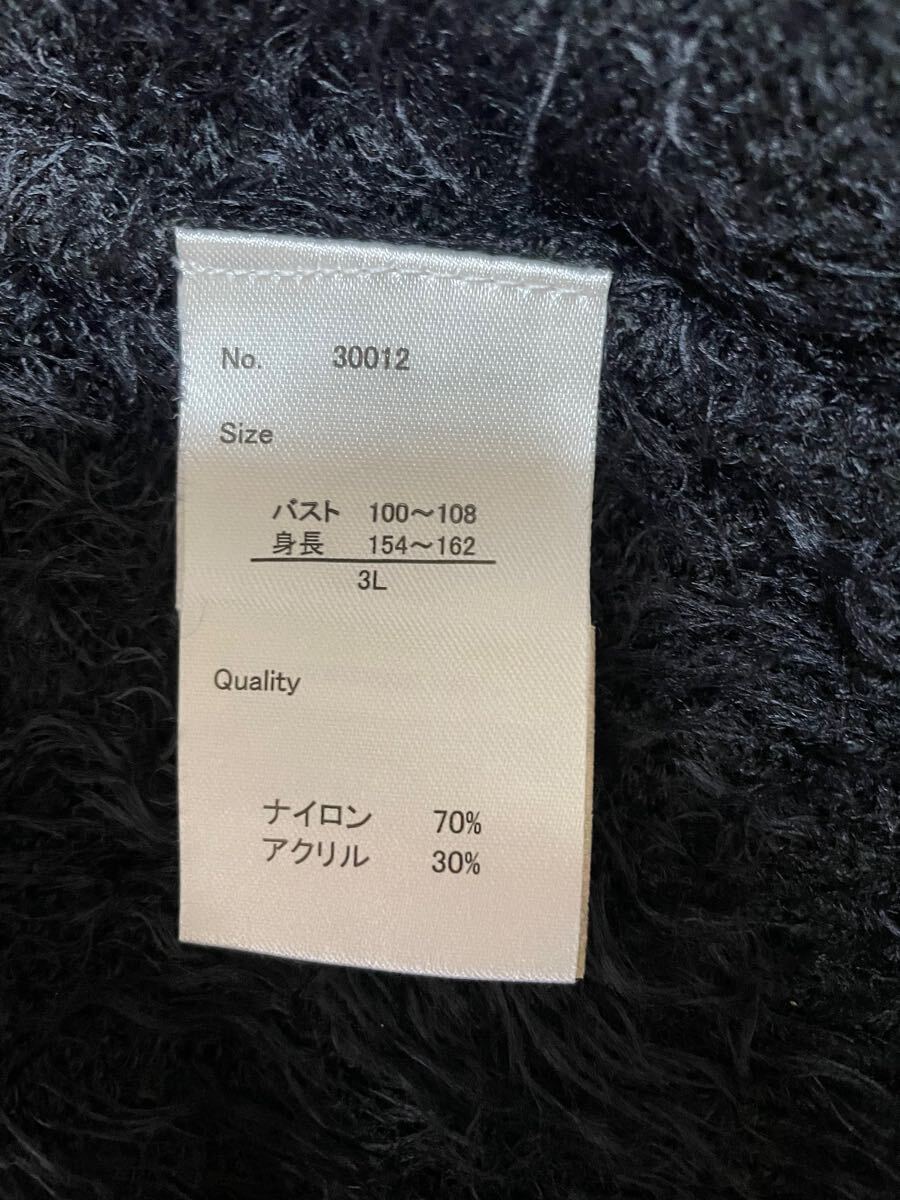 No. 30012
Size
バスト 100～108
身長 154～162
3L
Quality
ナイロン 70%
アクリル 30%